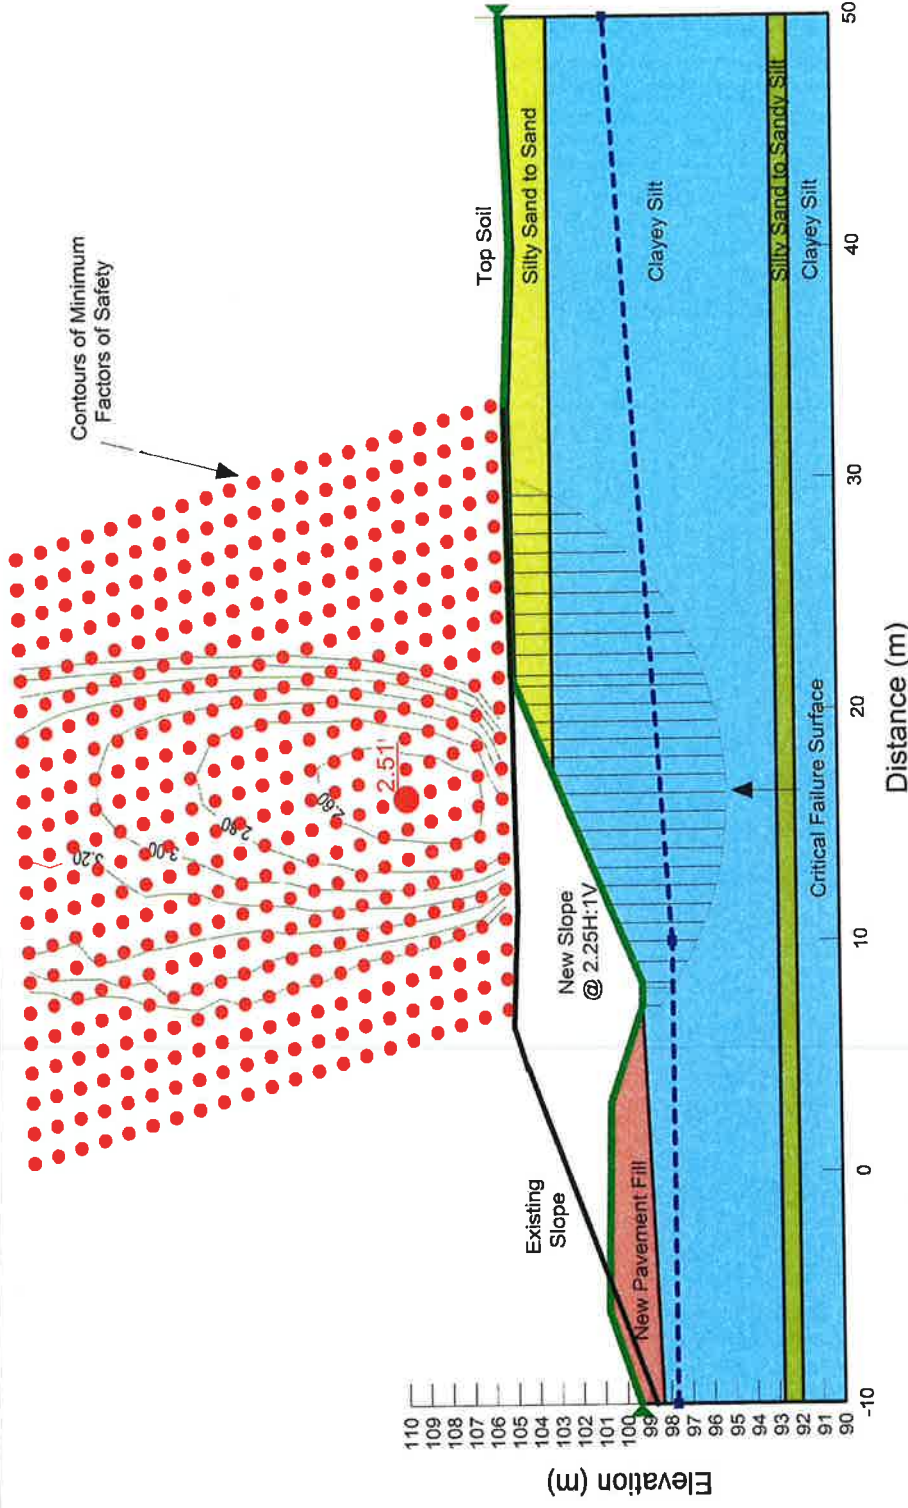 Contours of Minimum
Factors of Safety
3.20
3.00
2.80
2.60
2.51
Top Soil
Silty Sand to Sand
Clayey Silt
Silty Sand to Sandy Silt
Clayey Silt
New Slope
@ 2.25H:1V
Existing
Slope
New Pavement Fill
Critical Failure Surface
110
109
108
107
106
105
104
103
102
101
100
99
98
97
96
95
94
93
92
91
90
Elevation (m)
-10
0
10
20
30
40
50
Distance (m)